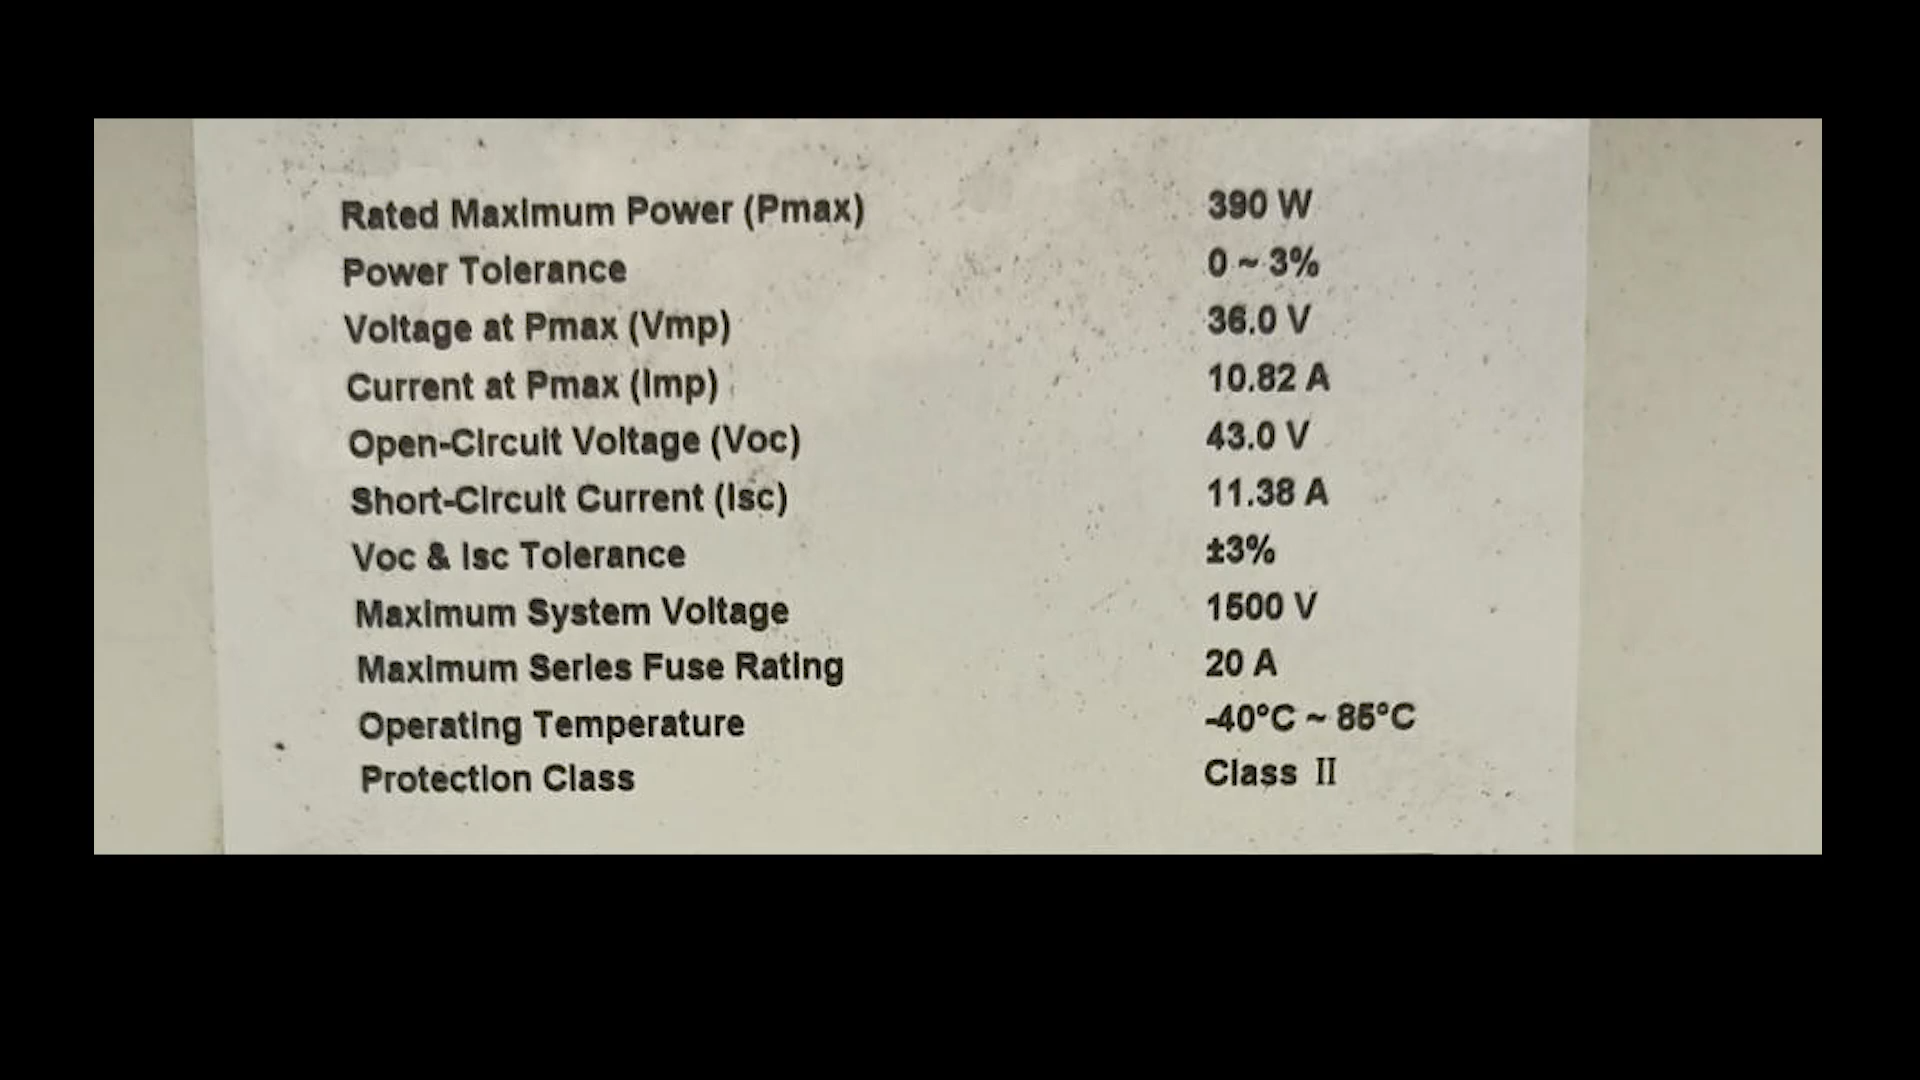 Rated Maximum Power (Pmax) 390 W
Power Tolerance 0 ~ 3%
Voltage at Pmax (Vmp) 36.0 V
Current at Pmax (Imp) 10.82 A
Open-Circuit Voltage (Voc) 43.0 V
Short-Circuit Current (Isc) 11.38 A
Voc & Isc Tolerance ±3%
Maximum System Voltage 1500 V
Maximum Series Fuse Rating 20 A
Operating Temperature -40°C ~ 85°C
Protection Class Class II